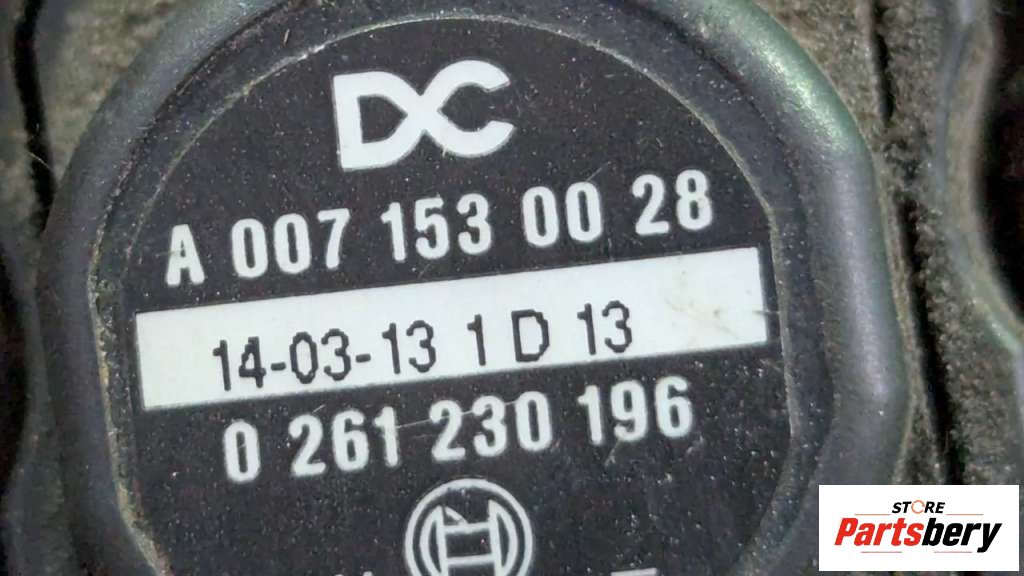 DC
A 007 153 00 28
14-03-13 1 D 13
0 261 230 196
STORE
Partsbery